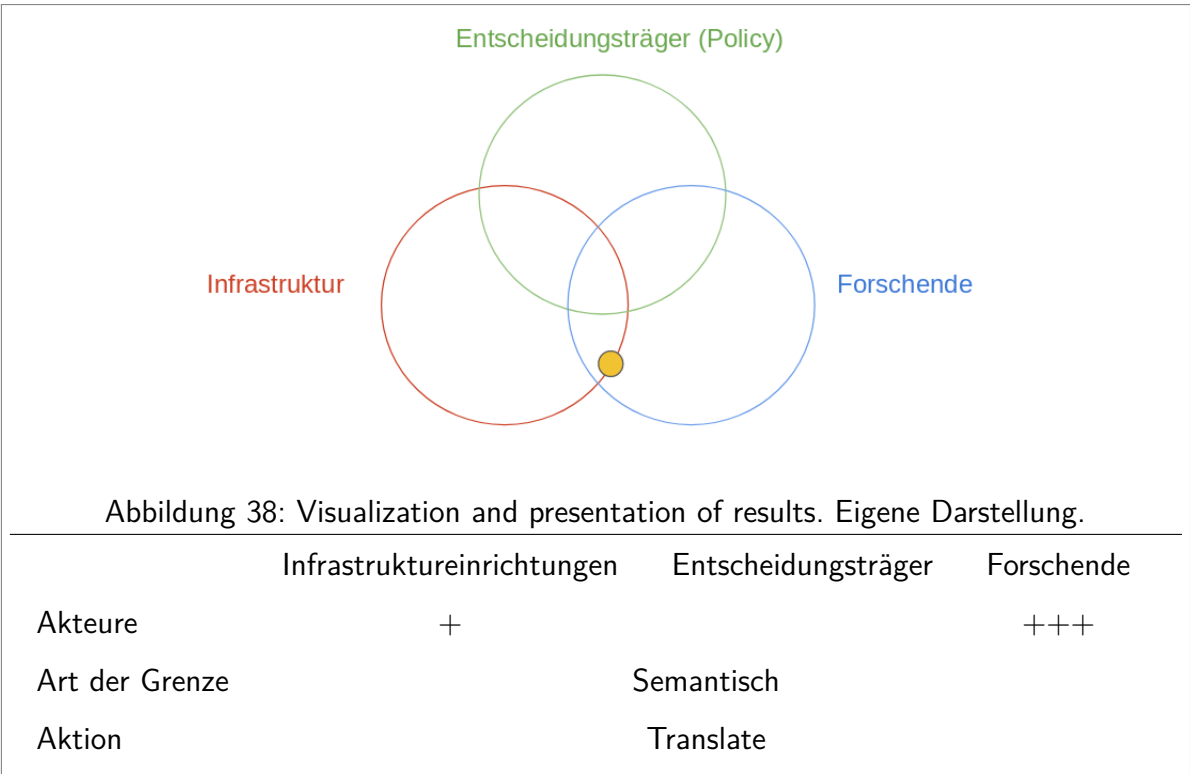 Entscheidungsträger (Policy)
Infrastruktur
Forschende
Abbildung 38: Visualization and presentation of results. Eigene Darstellung.
Infrastruktureinrichtungen Entscheidungsträger Forschende
Akteure + +++
Art der Grenze Semantisch
Aktion Translate